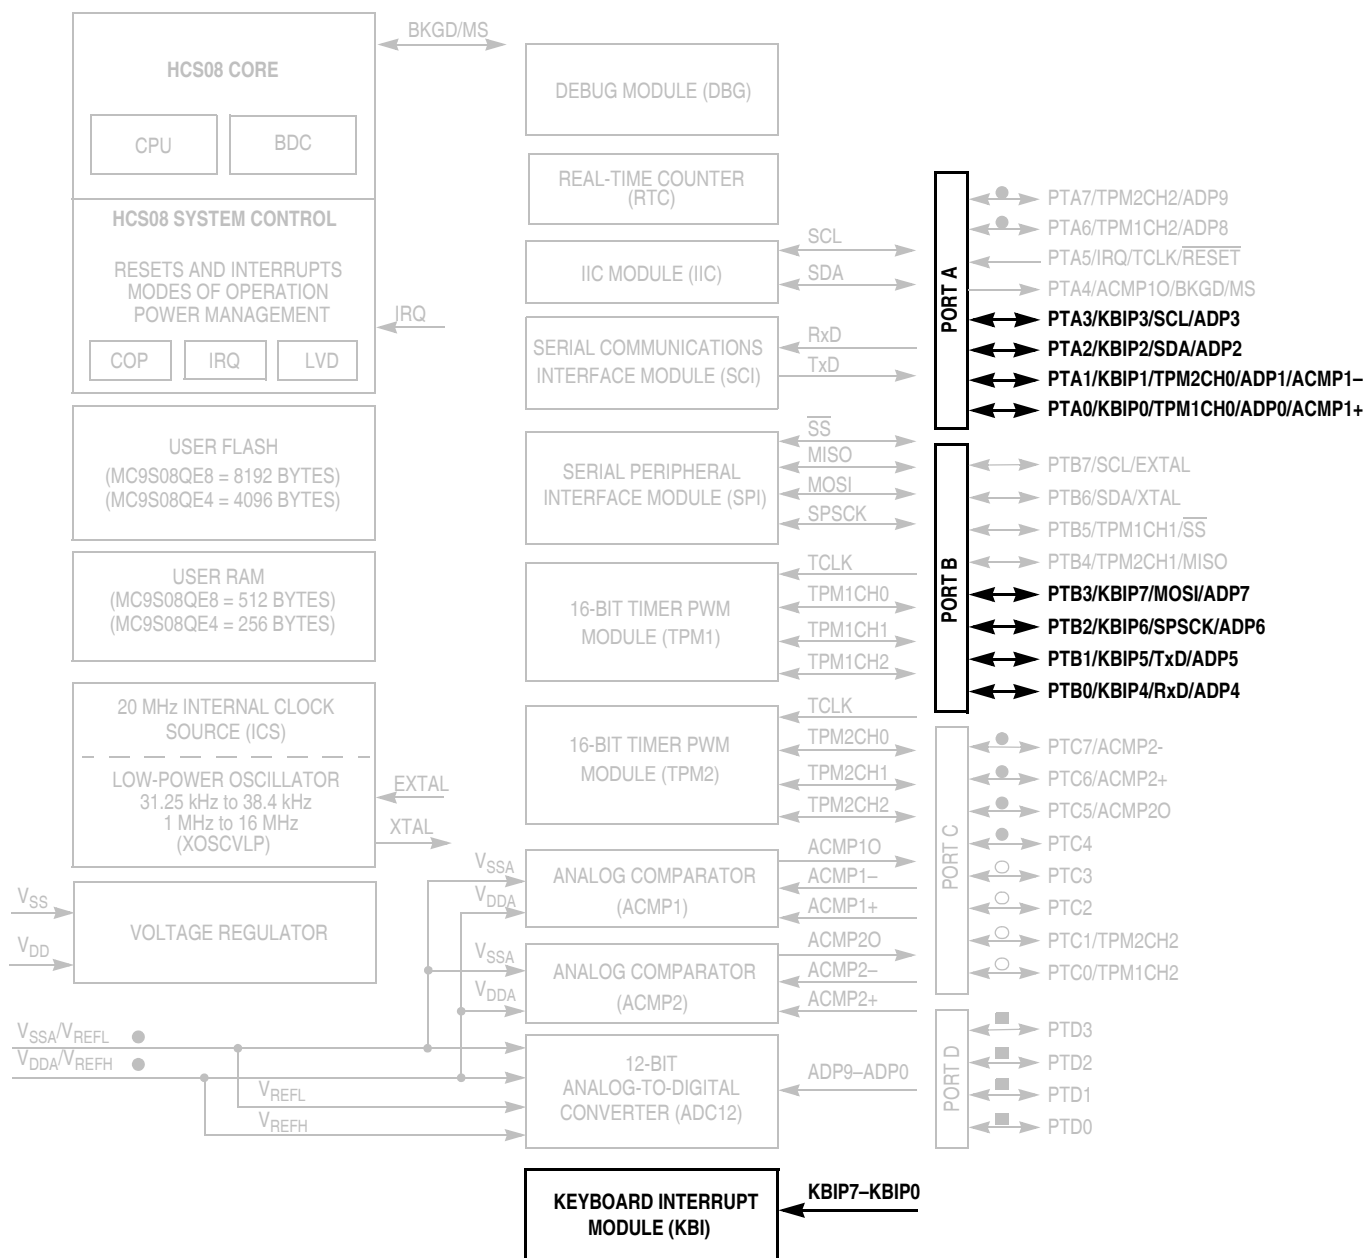 HCS08 CORE
CPU
BDC
HCS08 SYSTEM CONTROL
RESETS AND INTERRUPTS
MODES OF OPERATION
POWER MANAGEMENT
COP
IRQ
LVD
BKGD/MS
IRQ
USER FLASH
(MC9S08QE8 = 8192 BYTES)
(MC9S08QE4 = 4096 BYTES)
USER RAM
(MC9S08QE8 = 512 BYTES)
(MC9S08QE4 = 256 BYTES)
20 MHz INTERNAL CLOCK
SOURCE (ICS)
LOW-POWER OSCILLATOR
31.25 kHz to 38.4 kHz
1 MHz to 16 MHz
(XOSCVLP)
EXTAL
XTAL
VSS
VDD
VOLTAGE REGULATOR
VSSA/VREFL
VDDA/VREFH
VSSA
VDDA
VSSA
VDDA
VREFL
VREFH
DEBUG MODULE (DBG)
REAL-TIME COUNTER
(RTC)
IIC MODULE (IIC)
SCL
SDA
SERIAL COMMUNICATIONS
INTERFACE MODULE (SCI)
RxD
TxD
SERIAL PERIPHERAL
INTERFACE MODULE (SPI)
SS
MISO
MOSI
SPSCK
16-BIT TIMER PWM
MODULE (TPM1)
TCLK
TPM1CH0
TPM1CH1
TPM1CH2
16-BIT TIMER PWM
MODULE (TPM2)
TCLK
TPM2CH0
TPM2CH1
TPM2CH2
ANALOG COMPARATOR
(ACMP1)
ACMP1O
ACMP1–
ACMP1+
ANALOG COMPARATOR
(ACMP2)
ACMP2O
ACMP2–
ACMP2+
12-BIT
ANALOG-TO-DIGITAL
CONVERTER (ADC12)
ADP9–ADP0
KEYBOARD INTERRUPT
MODULE (KBI)
KBIP7–KBIP0
PORT A
PTA7/TPM2CH2/ADP9
PTA6/TPM1CH2/ADP8
PTA5/IRQ/TCLK/RESET
PTA4/ACMP1O/BKGD/MS
PTA3/KBIP3/SCL/ADP3
PTA2/KBIP2/SDA/ADP2
PTA1/KBIP1/TPM2CH0/ADP1/ACMP1–
PTA0/KBIP0/TPM1CH0/ADP0/ACMP1+
PORT B
PTB7/SCL/EXTAL
PTB6/SDA/XTAL
PTB5/TPM1CH1/SS
PTB4/TPM2CH1/MISO
PTB3/KBIP7/MOSI/ADP7
PTB2/KBIP6/SPSCK/ADP6
PTB1/KBIP5/TxD/ADP5
PTB0/KBIP4/RxD/ADP4
PORT C
PTC7/ACMP2-
PTC6/ACMP2+
PTC5/ACMP2O
PTC4
PTC3
PTC2
PTC1/TPM2CH2
PTC0/TPM1CH2
PORT D
PTD3
PTD2
PTD1
PTD0